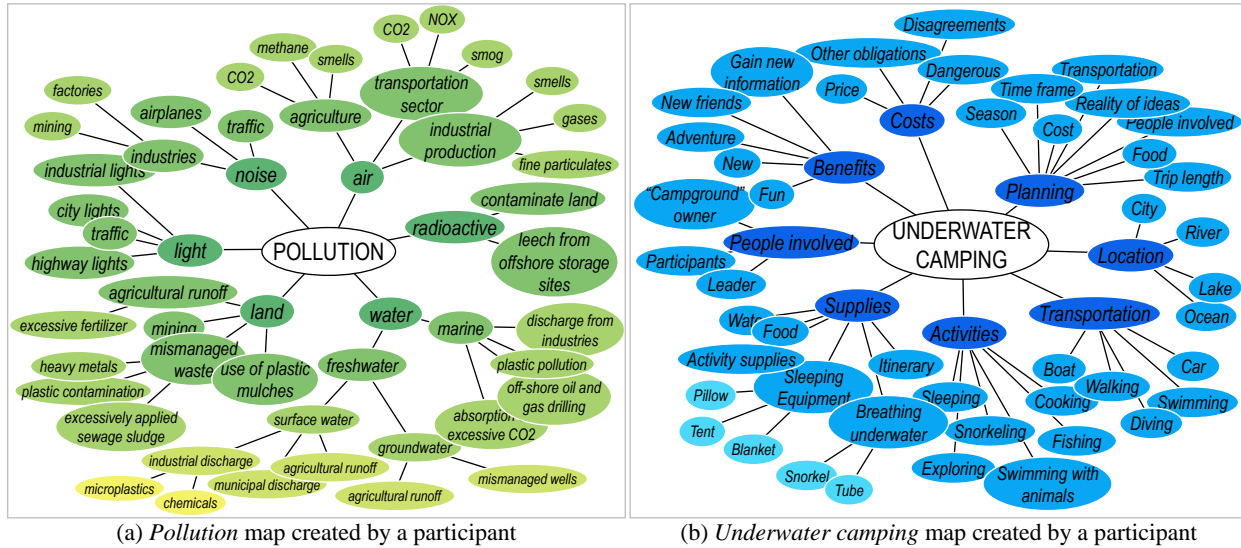 CO2
NOX
methane
smells
smog
CO2
transportation
sector
factories
airplanes
smells
mining
traffic
agriculture
industrial
production
gases
industries
fine particulates
industrial lights
noise
air
contaminate land
city lights
radioactive
traffic
light
POLLUTION
leech from
offshore storage
sites
highway lights
agricultural runoff
land
water
excessive fertilizer
mining
marine
discharge from
industries
mismanaged
waste
heavy metals
use of plastic
mulches
freshwater
plastic pollution
plastic contamination
off-shore oil and
gas drilling
excessively applied
sewage sludge
surface water
absorption
excessive CO2
groundwater
industrial discharge
agricultural runoff
mismanaged wells
microplastics
municipal discharge
chemicals
agricultural runoff
(a) Pollution map created by a participant
Disagreements
Gain new
information
Other obligations
Dangerous
Transportation
Price
Time frame
New friends
Season
Reality of ideas
Costs
Cost
People involved
Adventure
New
Benefits
Food
Planning
Trip length
"Campground"
owner
Fun
City
UNDERWATER
CAMPING
River
People involved
Location
Participants
Leader
Lake
Supplies
Ocean
Water
Food
Activities
Transportation
Activity supplies
Itinerary
Boat
Car
Pillow
Sleeping
Equipment
Sleeping
Cooking
Walking
Swimming
Tent
Breathing
underwater
Snorkeling
Diving
Blanket
Fishing
Snorkel
Exploring
Swimming with
animals
Tube
(b) Underwater camping map created by a participant